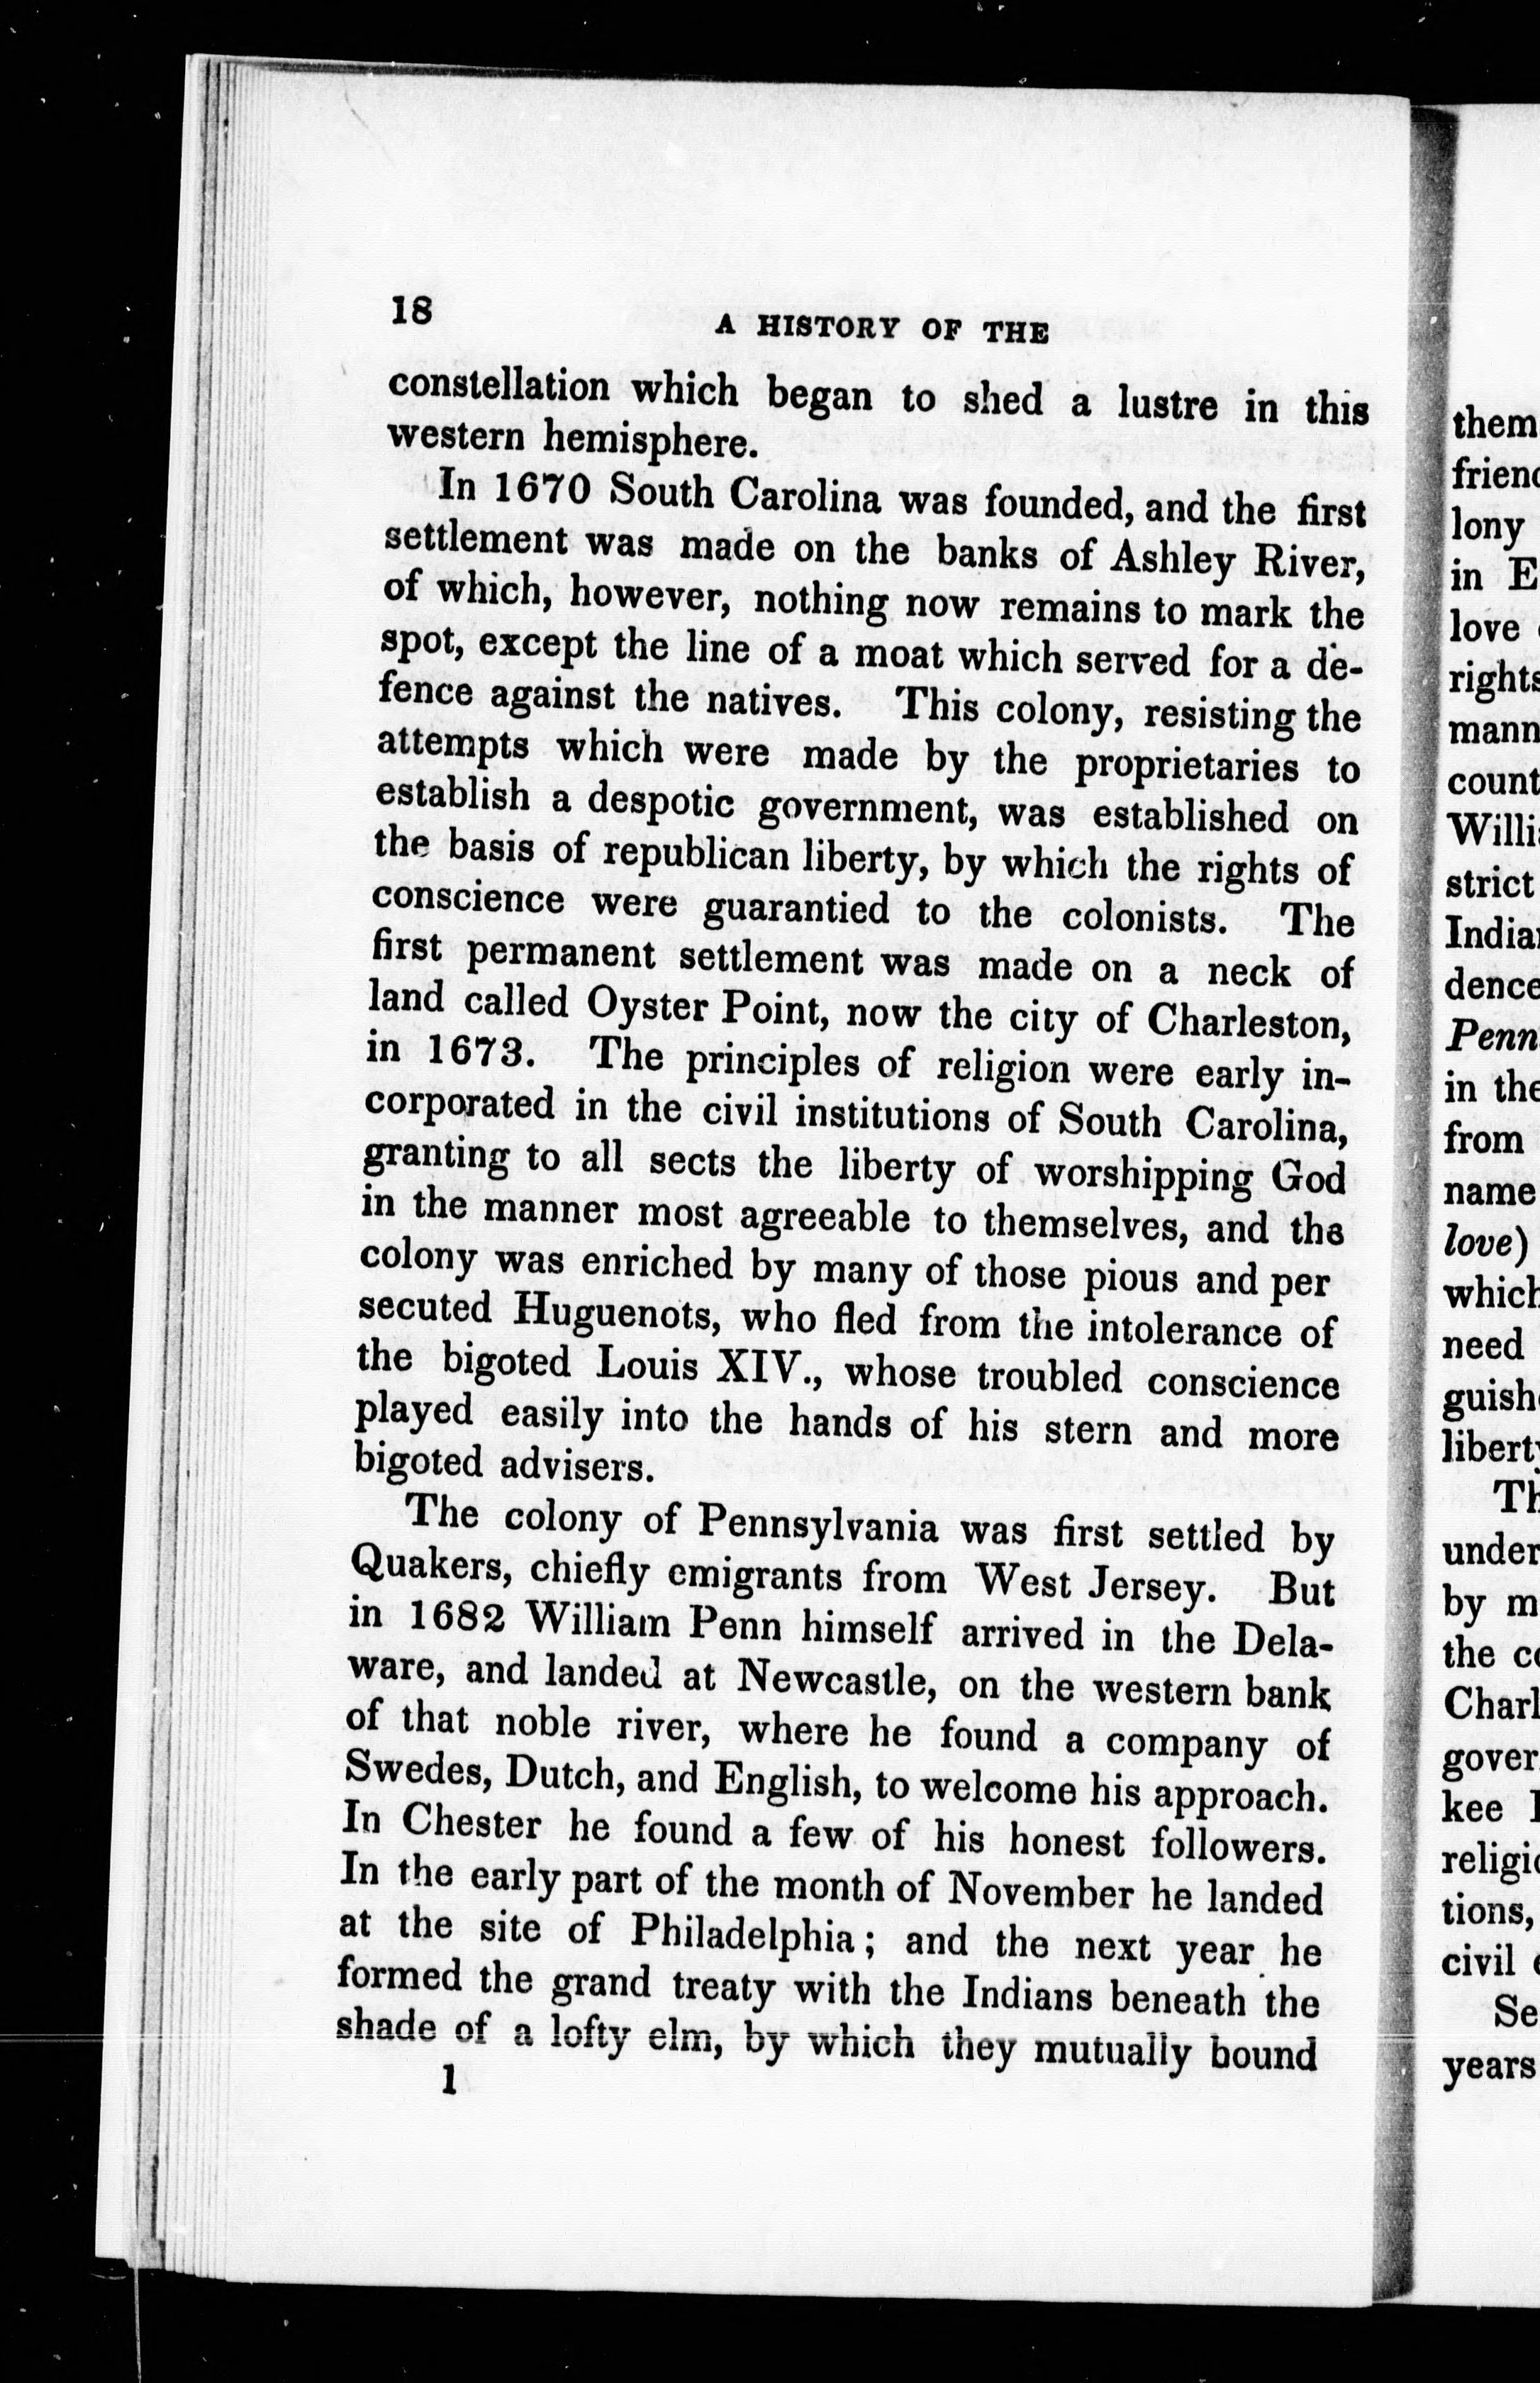 18
A HISTORY OF THE
constellation which began to shed a lustre in this
western hemisphere.
In 1670 South Carolina was founded, and the first
settlement was made on the banks of Ashley River,
of which, however, nothing now remains to mark the
spot, except the line of a moat which served for a de-
fence against the natives. This colony, resisting the
attempts which were made by the proprietaries to
establish a despotic government, was established on
the basis of republican liberty, by which the rights of
conscience were guarantied to the colonists. The
first permanent settlement was made on a neck of
land called Oyster Point, now the city of Charleston,
in 1673. The principles of religion were early in-
corporated in the civil institutions of South Carolina,
granting to all sects the liberty of worshipping God
in the manner most agreeable to themselves, and the
colony was enriched by many of those pious and per
secuted Huguenots, who fled from the intolerance of
the bigoted Louis XIV., whose troubled conscience
played easily into the hands of his stern and more
bigoted advisers.
The colony of Pennsylvania was first settled by
Quakers, chiefly emigrants from West Jersey. But
in 1682 William Penn himself arrived in the Dela-
ware, and landed at Newcastle, on the western bank
of that noble river, where he found a company of
Swedes, Dutch, and English, to welcome his approach.
In Chester he found a few of his honest followers.
In the early part of the month of November he landed
at the site of Philadelphia; and the next year he
formed the grand treaty with the Indians beneath the
shade of a lofty elm, by which they mutually bound
1
them
lony
in
love
in the
from
name
love)
which
need
by
the
years